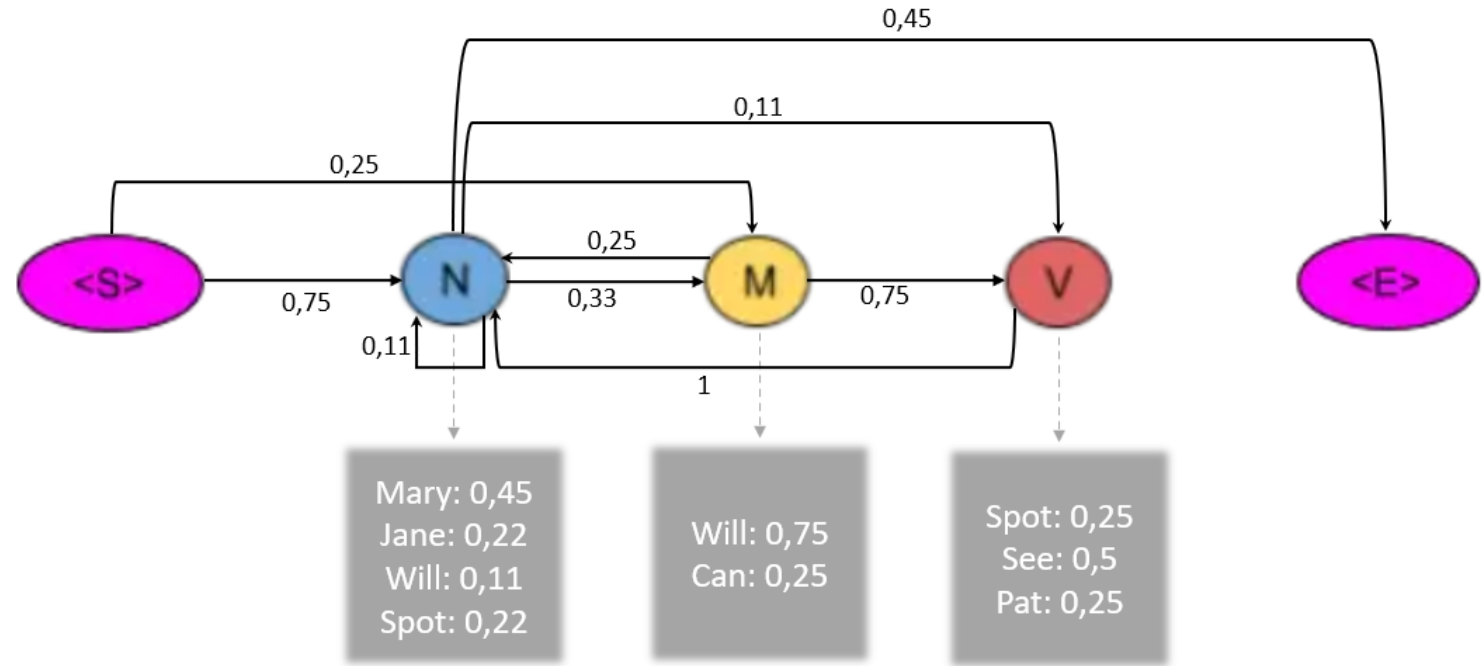 0,45
0,11
0,25
<S>
N
M
V
<E>
0,25
0,75
0,33
0,75
0,11
1
Mary: 0,45
Jane: 0,22
Will: 0,11
Spot: 0,22
Will: 0,75
Can: 0,25
Spot: 0,25
See: 0,5
Pat: 0,25